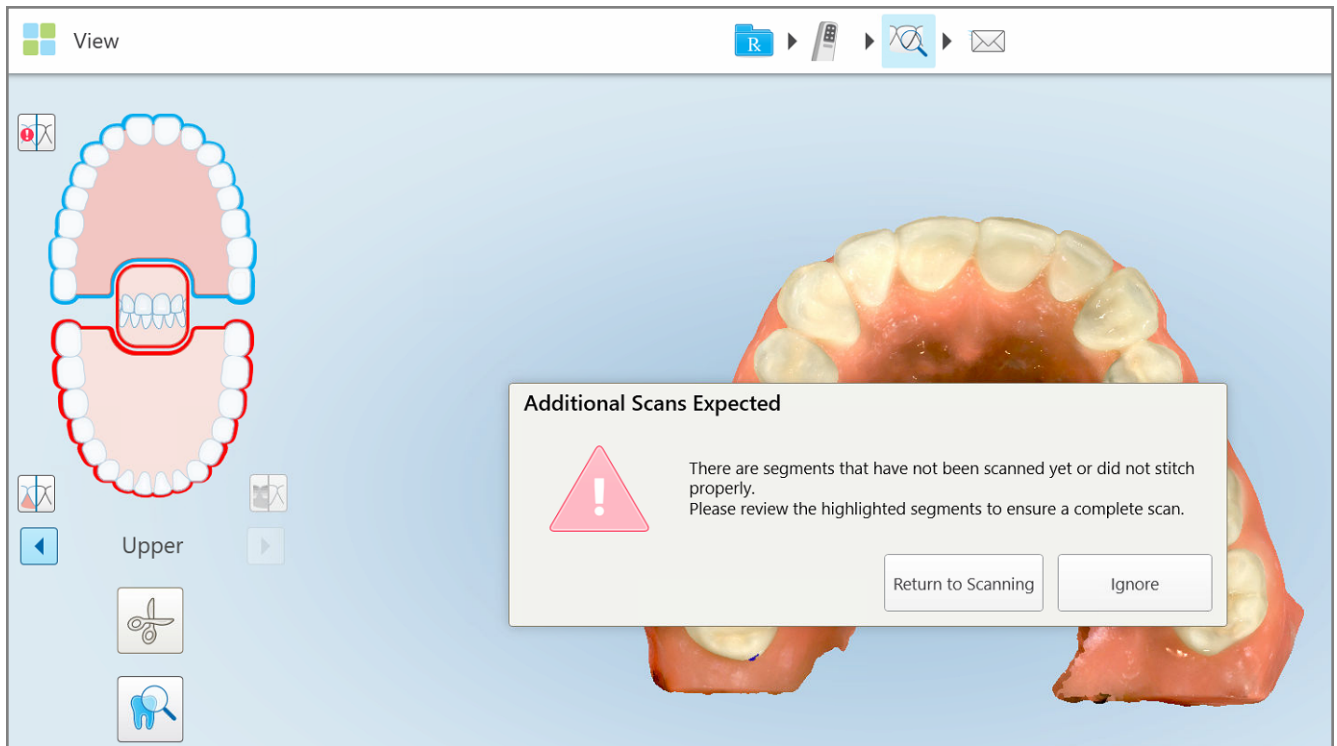 View
R
Additional Scans Expected
There are segments that have not been scanned yet or did not stitch
properly.
Please review the highlighted segments to ensure a complete scan.
Return to Scanning
Ignore
Upper